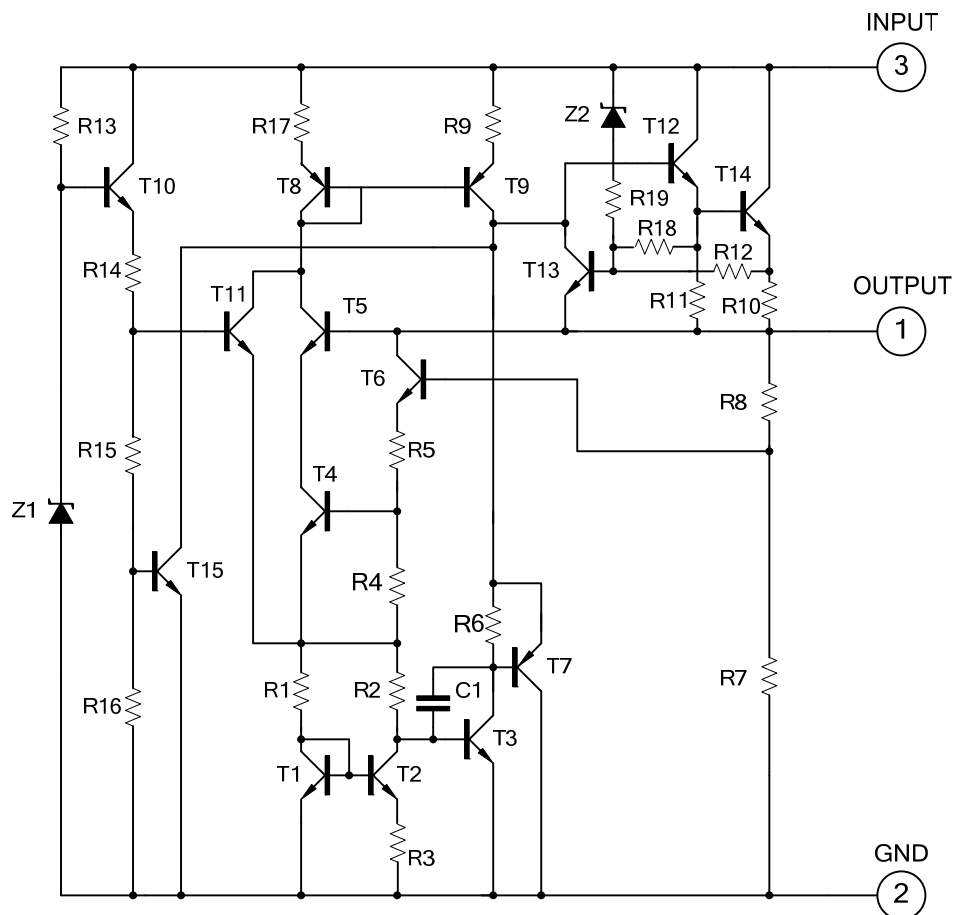 INPUT
3
R13
R17
R9
Z2
T12
T10
T8
T9
T14
R19
R18
R12
R14
T11
T5
T13
R11
R10
OUTPUT
1
T6
R8
R15
R5
T4
Z1
T15
R4
R6
T7
R16
R1
R2
C1
R7
T3
T1
T2
R3
GND
2